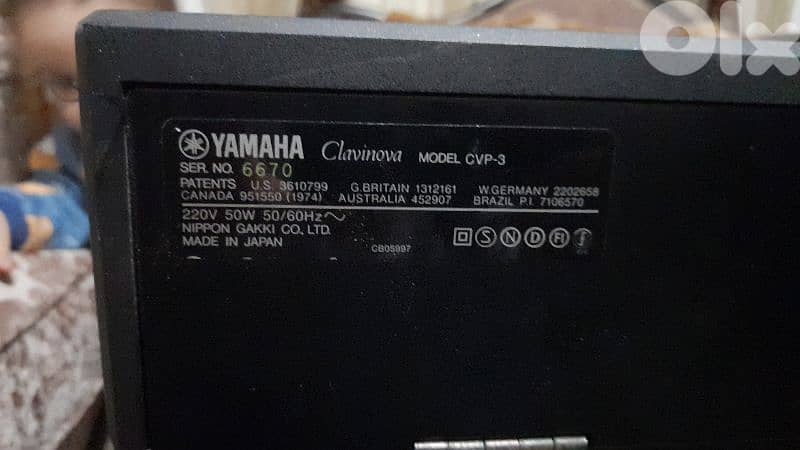 olx
YAMAHA Clavinova MODEL CVP-3
SER. NO. 6670
PATENTS U.S. 3610799 G.BRITAIN 1312161 W.GERMANY 2202658
CANADA 951550 (1974) AUSTRALIA 452907 BRAZIL P.I. 7106570
220V 50W 50/60Hz～
NIPPON GAKKI CO., LTD.
MADE IN JAPAN CB05997 S N D FI